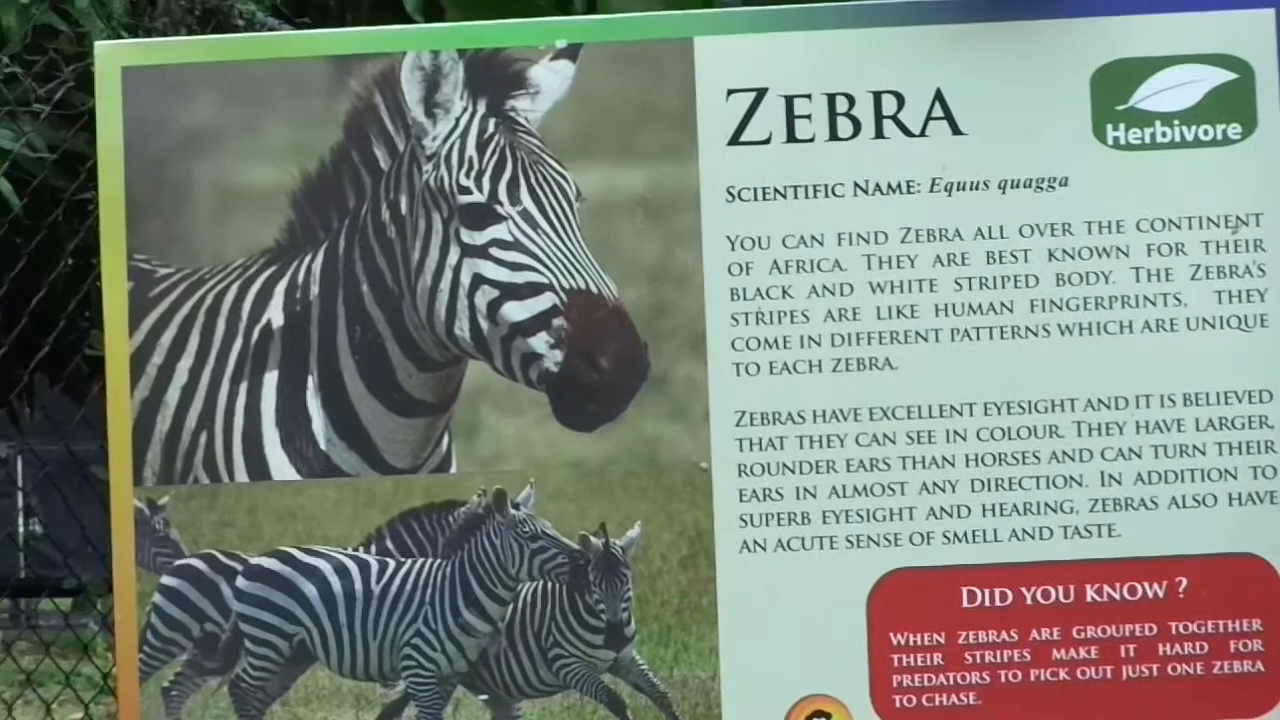 ZEBRA
Herbivore
SCIENTIFIC NAME: Equus quagga
YOU CAN FIND ZEBRA ALL OVER THE CONTINENT
OF AFRICA. THEY ARE BEST KNOWN FOR THEIR
BLACK AND WHITE STRIPED BODY. THE ZEBRA'S
STRIPES ARE LIKE HUMAN FINGERPRINTS, THEY
COME IN DIFFERENT PATTERNS WHICH ARE UNIQUE
TO EACH ZEBRA.
ZEBRAS HAVE EXCELLENT EYESIGHT AND IT IS BELIEVED
THAT THEY CAN SEE IN COLOUR. THEY HAVE LARGER,
ROUNDER EARS THAN HORSES AND CAN TURN THEIR
EARS IN ALMOST ANY DIRECTION. IN ADDITION TO
SUPERB EYESIGHT AND HEARING, ZEBRAS ALSO HAVE
AN ACUTE SENSE OF SMELL AND TASTE.
DID YOU KNOW ?
WHEN ZEBRAS ARE GROUPED TOGETHER
THEIR STRIPES MAKE IT HARD FOR
PREDATORS TO PICK OUT JUST ONE ZEBRA
TO CHASE.